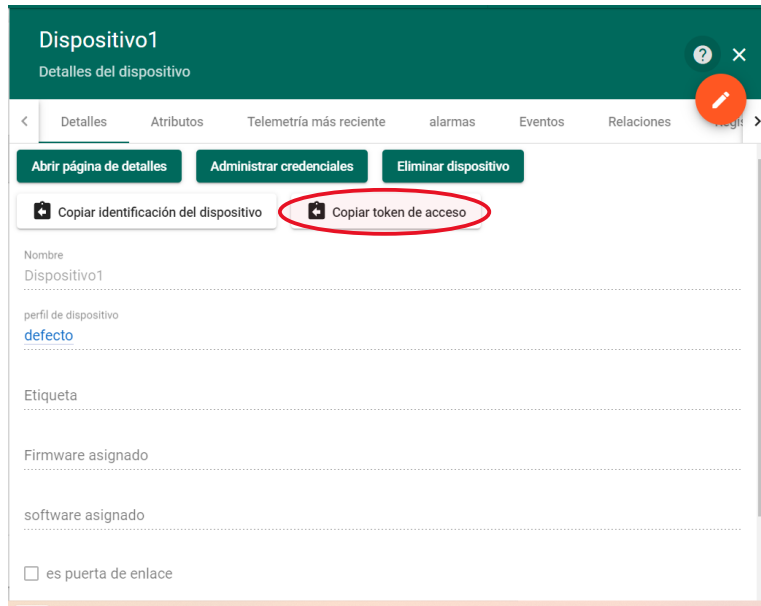 Dispositivo1
Detalles del dispositivo
Detalles Atributos Telemetría más reciente alarmas Eventos Relaciones
Abrir página de detalles Administrar credenciales Eliminar dispositivo
Copiar identificación del dispositivo Copiar token de acceso
Nombre
Dispositivo1
perfil de dispositivo
defecto
Etiqueta
Firmware asignado
software asignado
es puerta de enlace